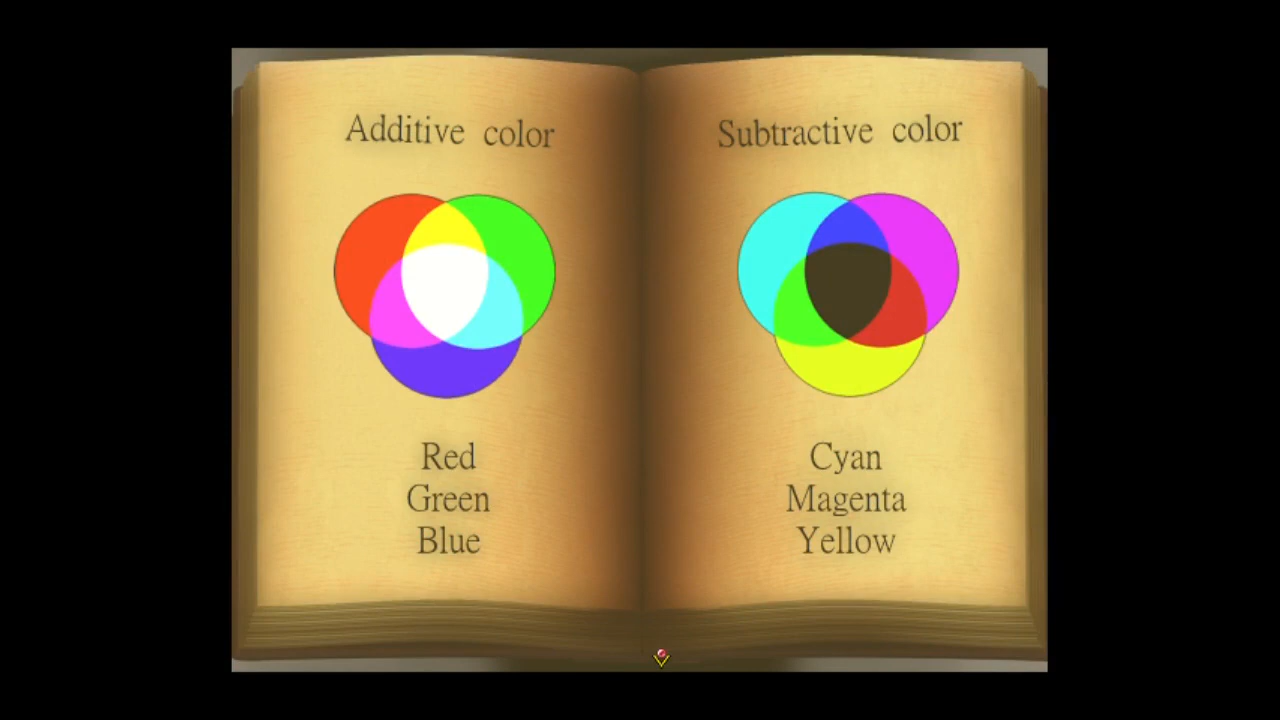 Additive color
Red
Green
Blue
Subtractive color
Cyan
Magenta
Yellow